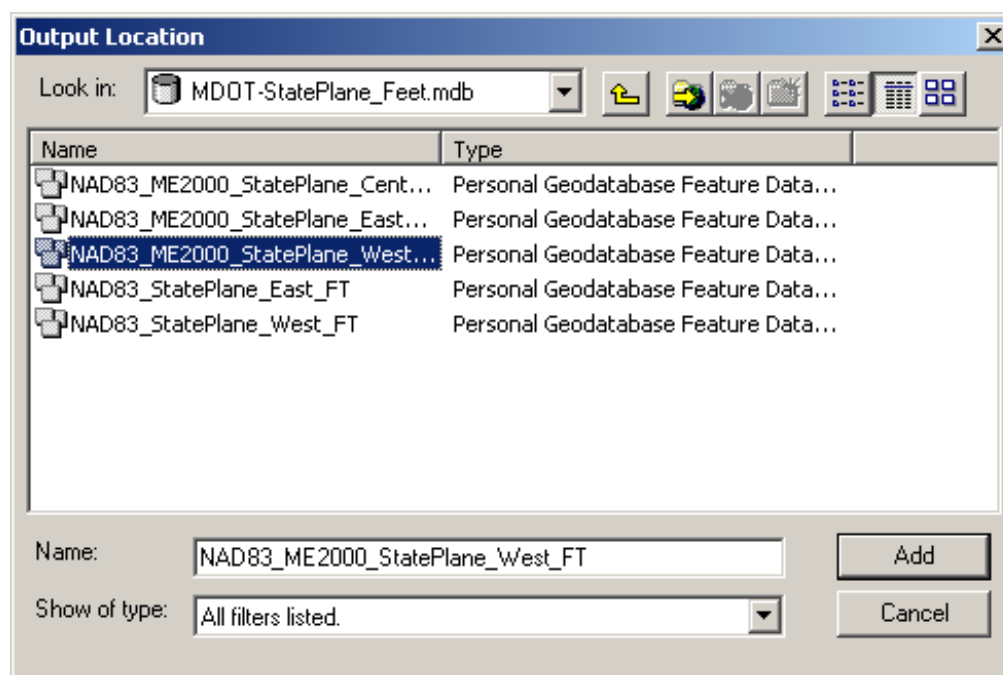 Output Location
Look in: MDOT-StatePlane_Feet.mdb
Name Type
NAD83_ME2000_StatePlane_Cent... Personal Geodatabase Feature Data...
NAD83_ME2000_StatePlane_East... Personal Geodatabase Feature Data...
NAD83_ME2000_StatePlane_West... Personal Geodatabase Feature Data...
NAD83_StatePlane_East_FT Personal Geodatabase Feature Data...
NAD83_StatePlane_West_FT Personal Geodatabase Feature Data...
Name: NAD83_ME2000_StatePlane_West_FT Add
Show of type: All filters listed. Cancel